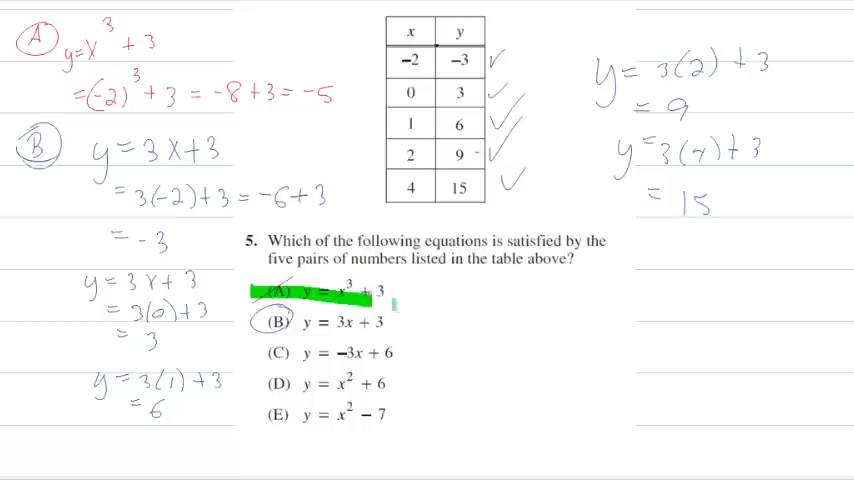 A
y=x³ + 3
=(-2)³ + 3 = -8+3 = -5
B
y = 3x+3
= 3(-2)+3 = -6+3
= -3
y = 3x+3
= 3(0)+3
= 3
y = 3(1)+3
= 6
x y
-2 -3 ✓
0 3 ✓
1 6 ✓
2 9 ✓
4 15 ✓
5. Which of the following equations is satisfied by the
five pairs of numbers listed in the table above?
(A) y = x³ + 3
(B) y = 3x + 3
(C) y = -3x + 6
(D) y = x² + 6
(E) y = x² - 7
y = 3(2) + 3
= 9
y = 3(4)+3
= 15